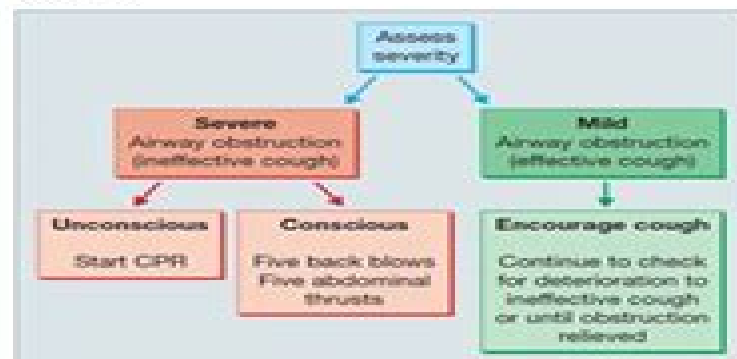 Assess
severity
Severe
Airway obstruction
(ineffective cough)
Mild
Airway obstruction
(effective cough)
Unconscious
Start CPR
Conscious
Five back blows
Five abdominal
thrusts
Encourage cough
Continue to check
for deterioration to
ineffective cough
or until obstruction
relieved